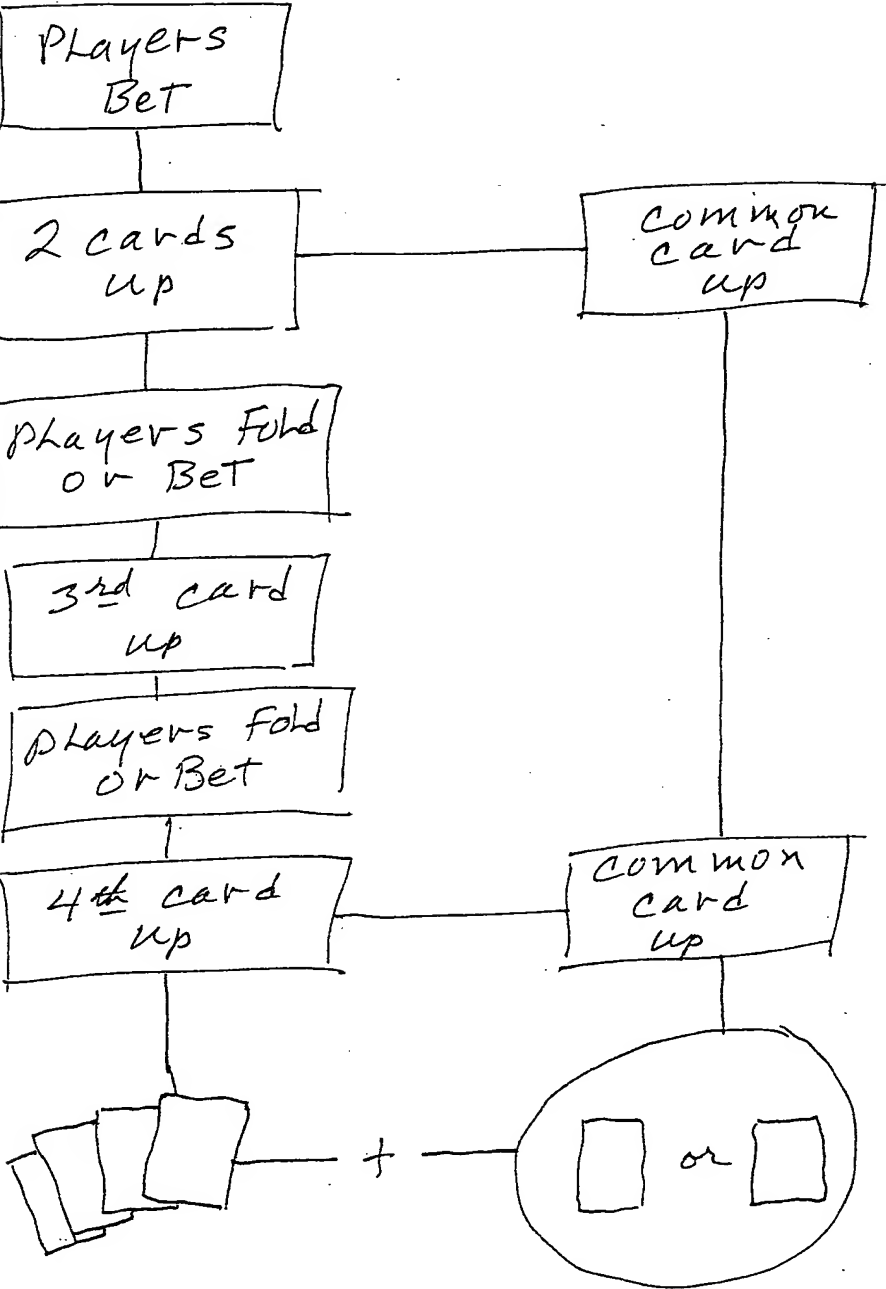 Players
Bet
2 cards
up
common
card
up
players Fold
or Bet
3rd card
up
players Fold
or Bet
4th card
up
common
card
up
+
or